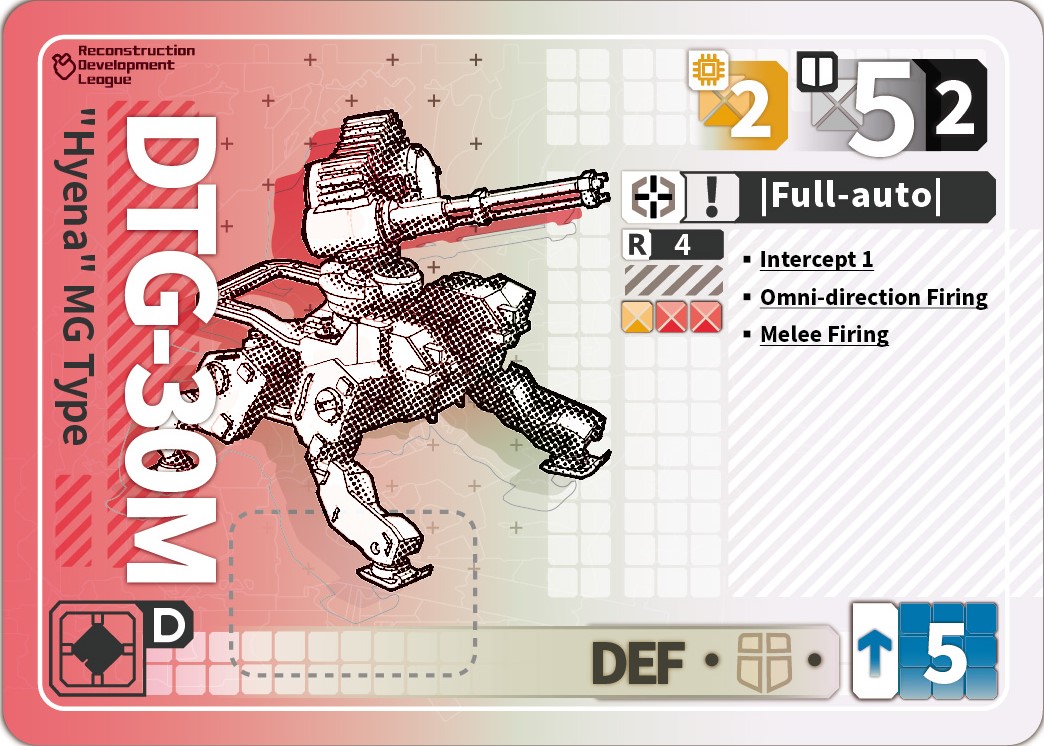 Reconstruction
Development
League
"Hyena" MG Type
DTG-30M
2
5
2
! |Full-auto|
R 4
▪ Intercept 1
▪ Omni-direction Firing
▪ Melee Firing
D
DEF • •
5